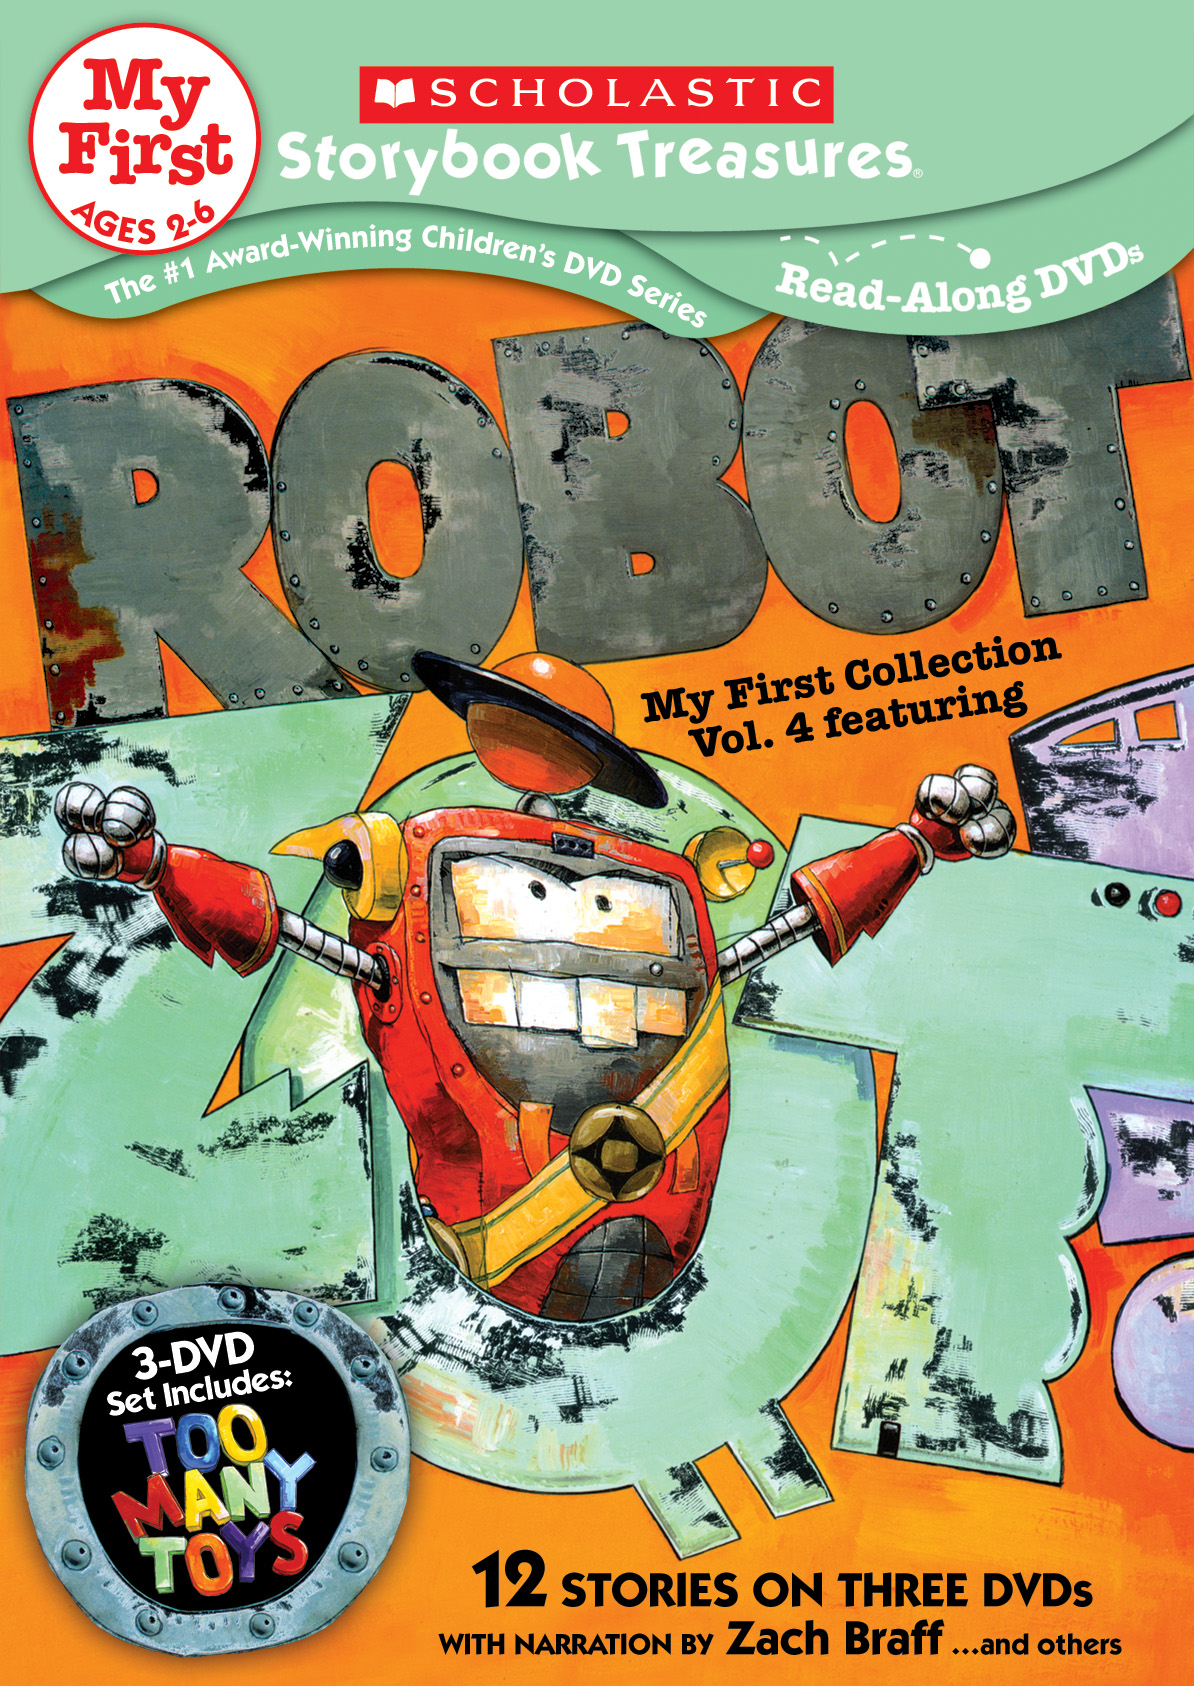 My
First
AGES 2-6
SCHOLASTIC
Storybook Treasures®
The #1 Award-Winning Children's DVD Series
Read-Along DVDs
ROBOT
My First Collection
Vol. 4 featuring
ZOT
3-DVD
Set Includes:
TOO
MANY
TOYS
12 STORIES ON THREE DVDs
WITH NARRATION BY Zach Braff ...and others